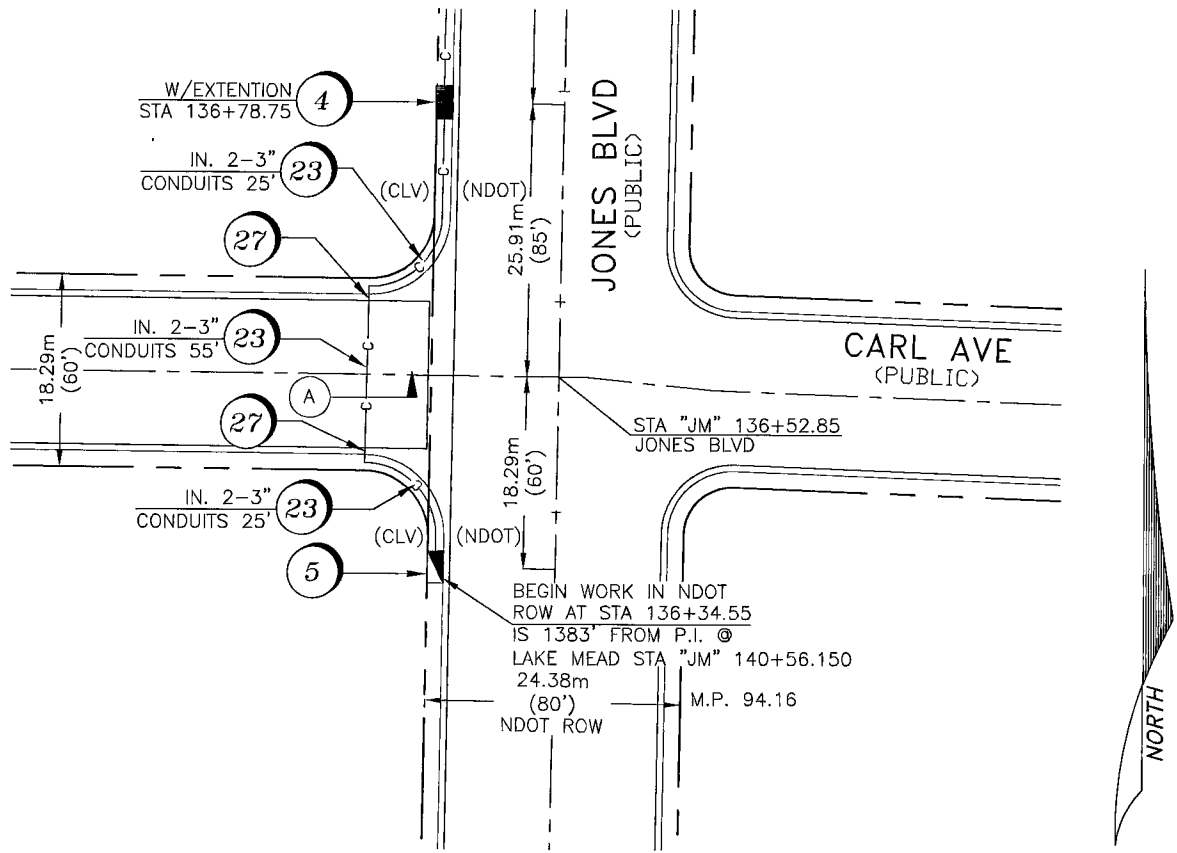 W/EXTENTION
STA 136+78.75
4
IN. 2-3"
CONDUITS 25'
23
(CLV)
(NDOT)
C
C
C
25.91m
(85')
JONES BLVD
(PUBLIC)
27
18.29m
(60')
IN. 2-3"
CONDUITS 55'
23
C
C
A
CARL AVE
(PUBLIC)
27
STA "JM" 136+52.85
JONES BLVD
18.29m
(60')
IN. 2-3"
CONDUITS 25'
23
C
(CLV)
(NDOT)
5
BEGIN WORK IN NDOT
ROW AT STA 136+34.55
IS 1383' FROM P.I. @
LAKE MEAD STA "JM" 140+56.150
24.38m
(80')
NDOT ROW
M.P. 94.16
NORTH